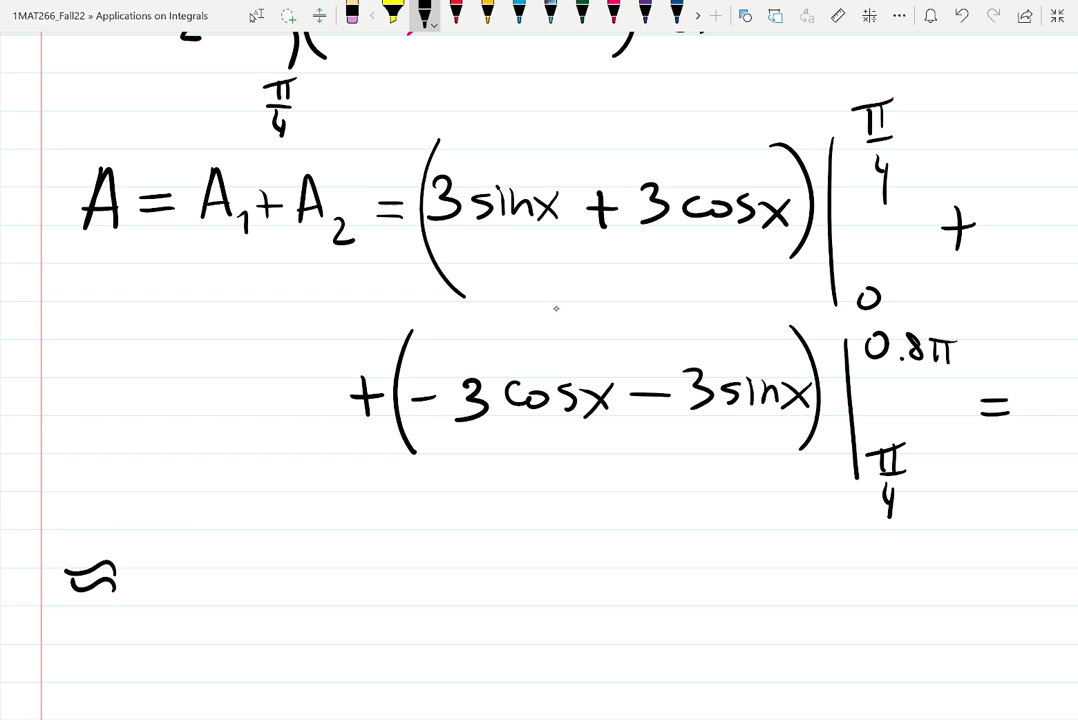 1MAT266_Fall22 » Applications on Integrals
π/4
A = A₁ + A₂ = (3 sinx + 3 cosx) |₀^(π/4) +
+ (- 3 cosx - 3 sinx) |_(π/4)^(0.8π) =
≈